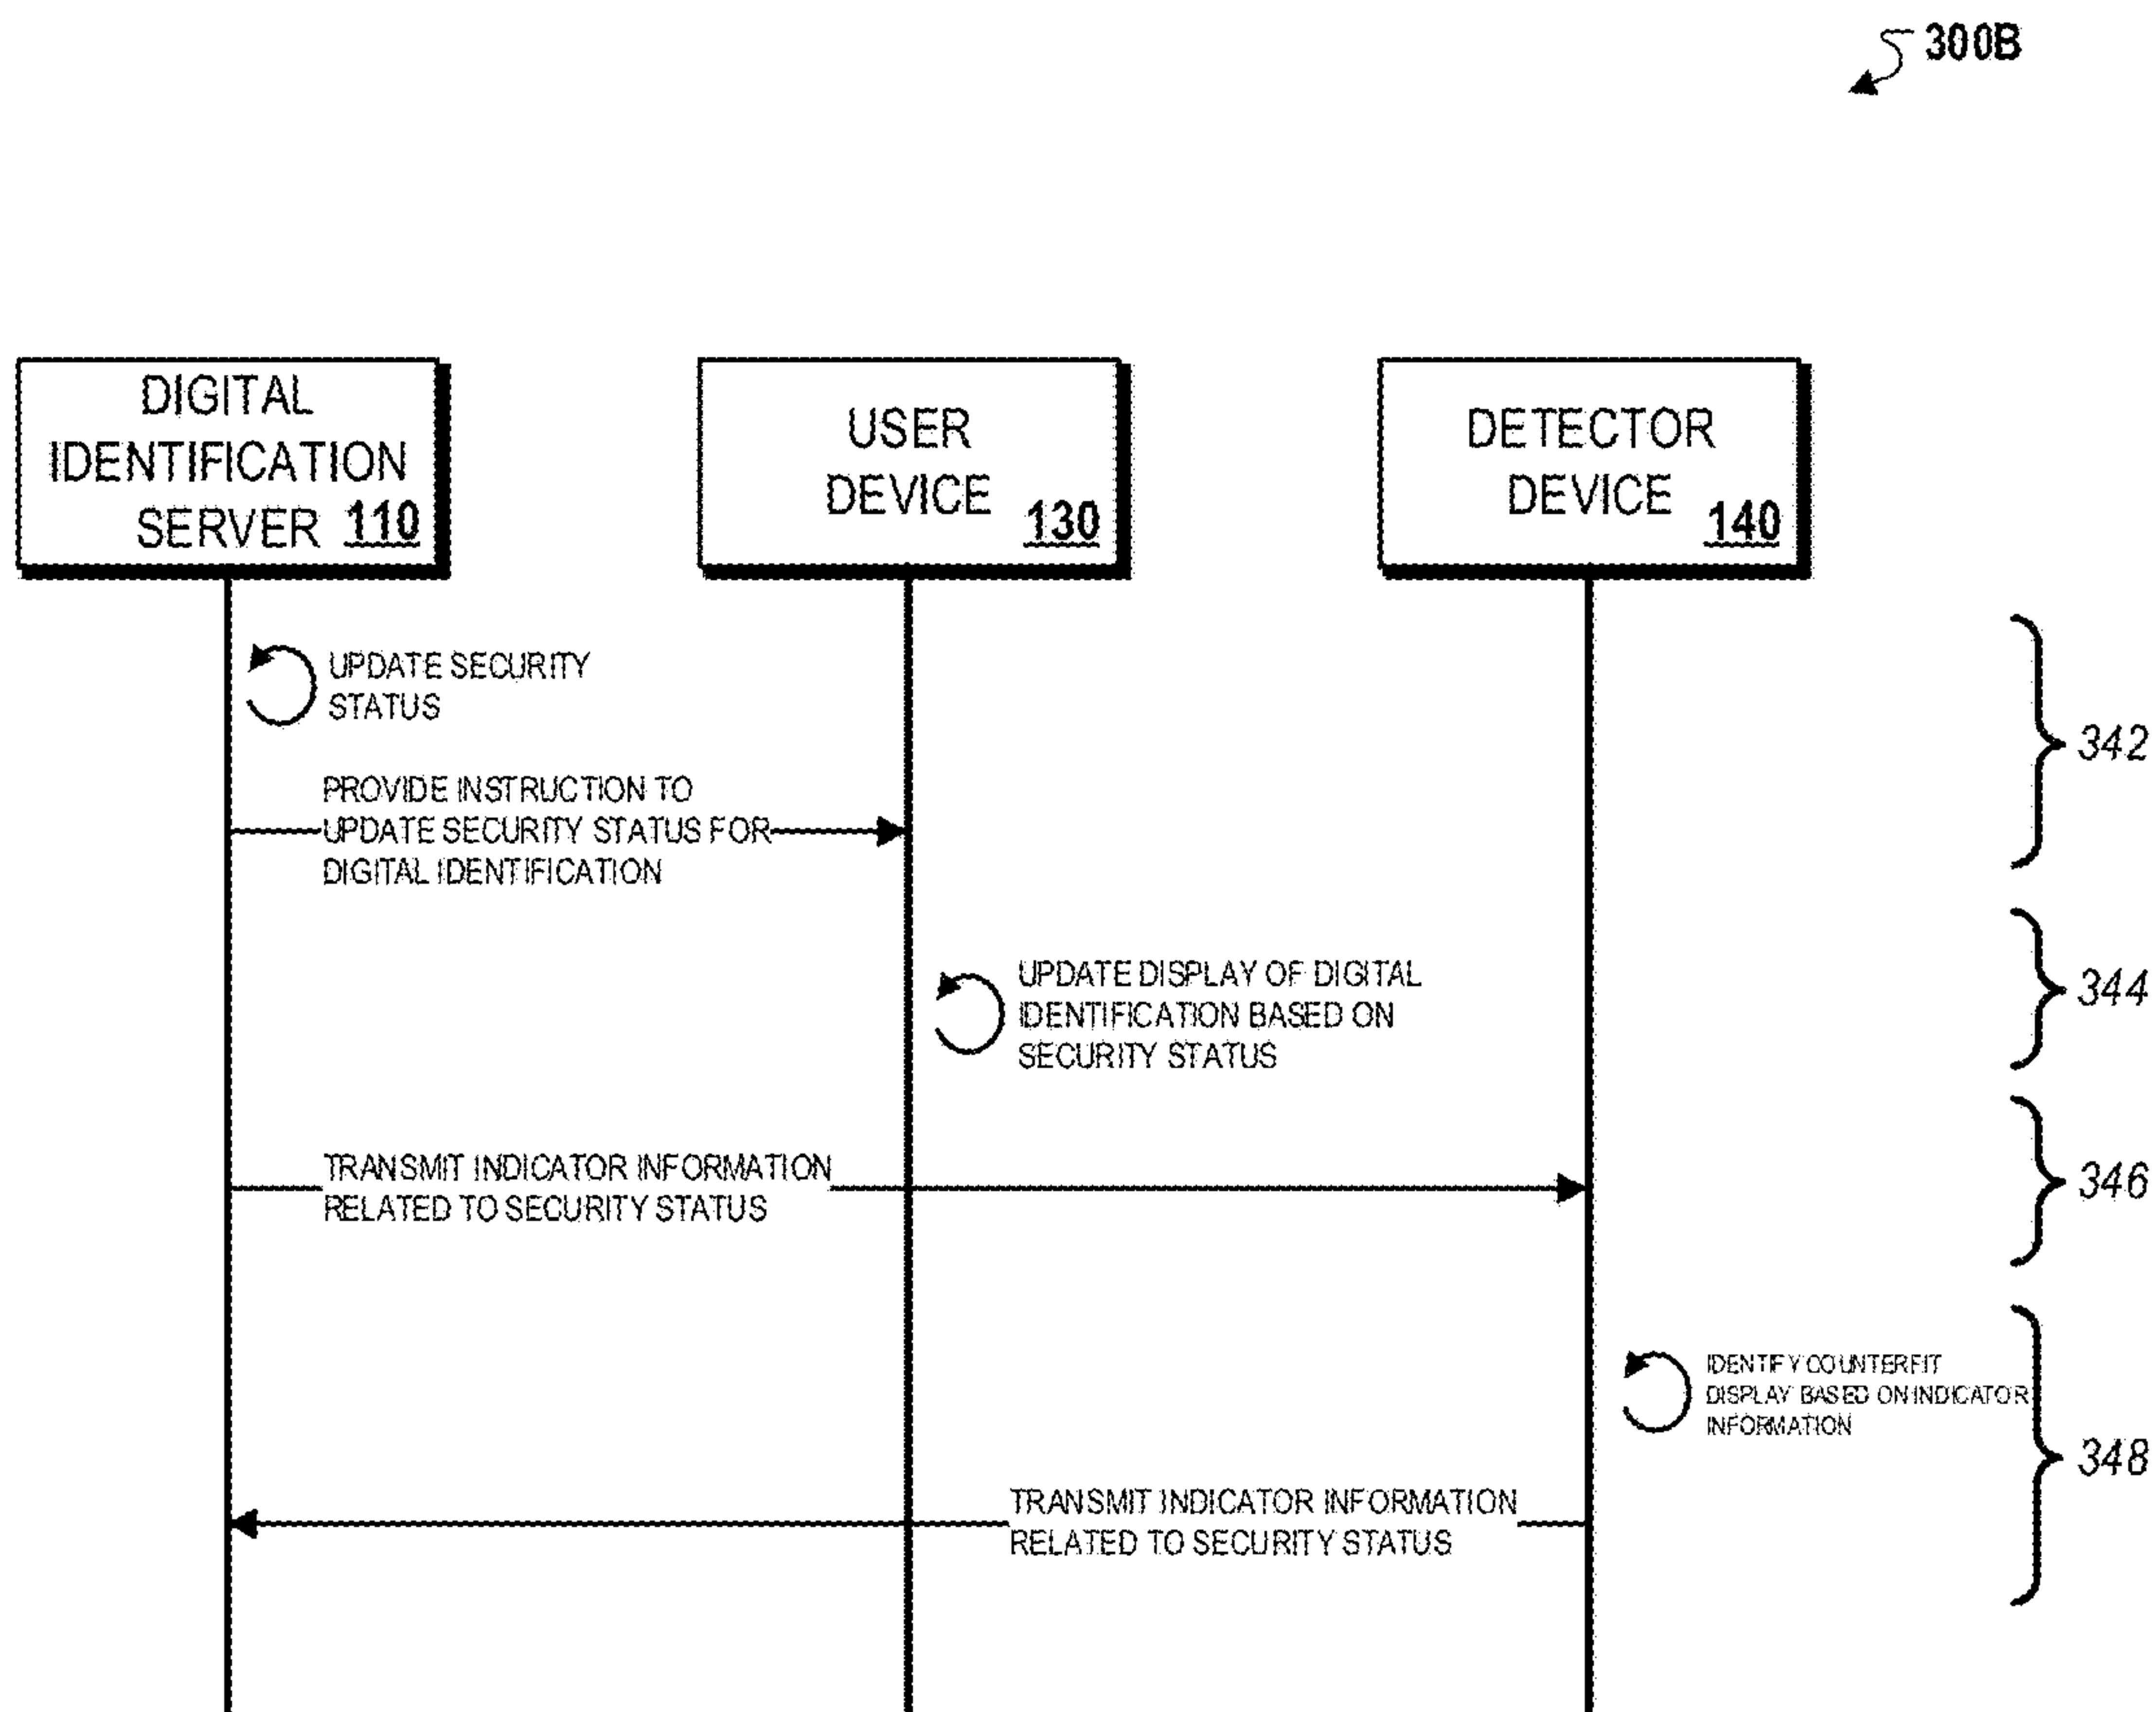 300B
DIGITAL
IDENTIFICATION
SERVER 110
USER
DEVICE 130
DETECTOR
DEVICE 140
UPDATE SECURITY
STATUS
342
PROVIDE INSTRUCTION TO
UPDATE SECURITY STATUS FOR
DIGITAL IDENTIFICATION
UPDATE DISPLAY OF DIGITAL
IDENTIFICATION BASED ON
SECURITY STATUS
344
TRANSMIT INDICATOR INFORMATION
RELATED TO SECURITY STATUS
346
IDENTIFY COUNTERFIT
DISPLAY BASED ON INDICATOR
INFORMATION
348
TRANSMIT INDICATOR INFORMATION
RELATED TO SECURITY STATUS